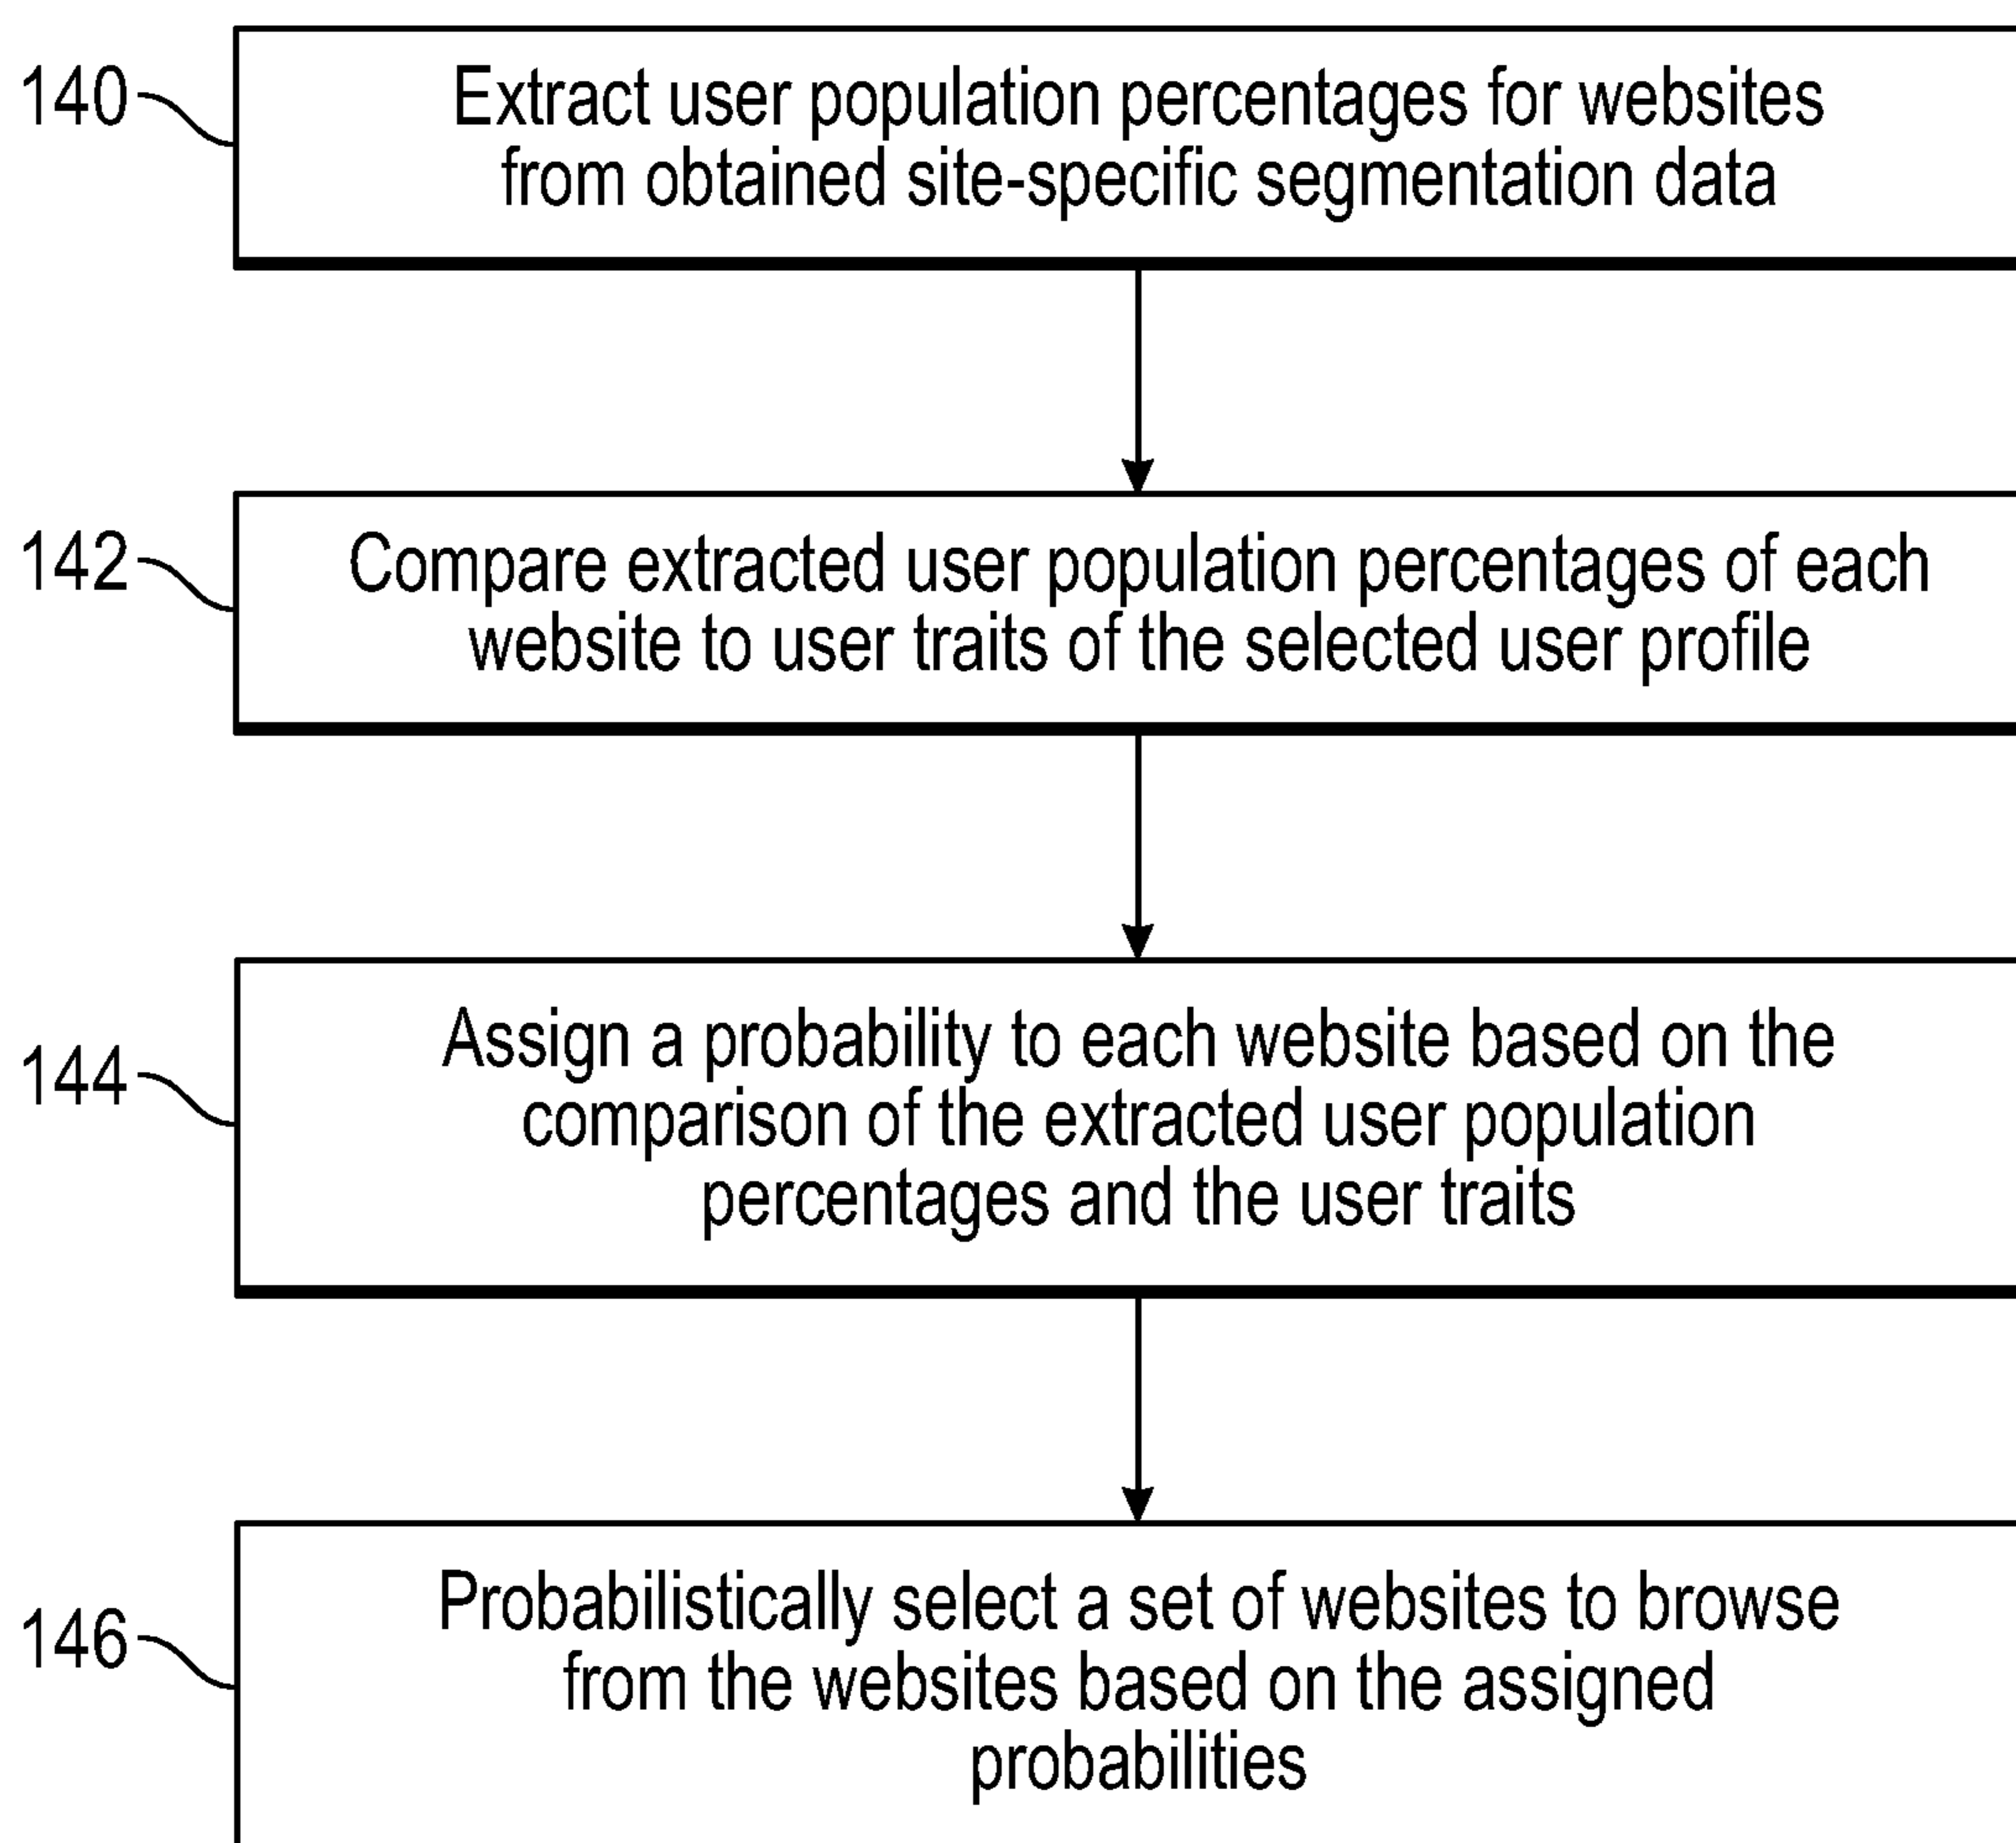 140
Extract user population percentages for websites
from obtained site-specific segmentation data
142
Compare extracted user population percentages of each
website to user traits of the selected user profile
144
Assign a probability to each website based on the
comparison of the extracted user population
percentages and the user traits
146
Probabilistically select a set of websites to browse
from the websites based on the assigned
probabilities